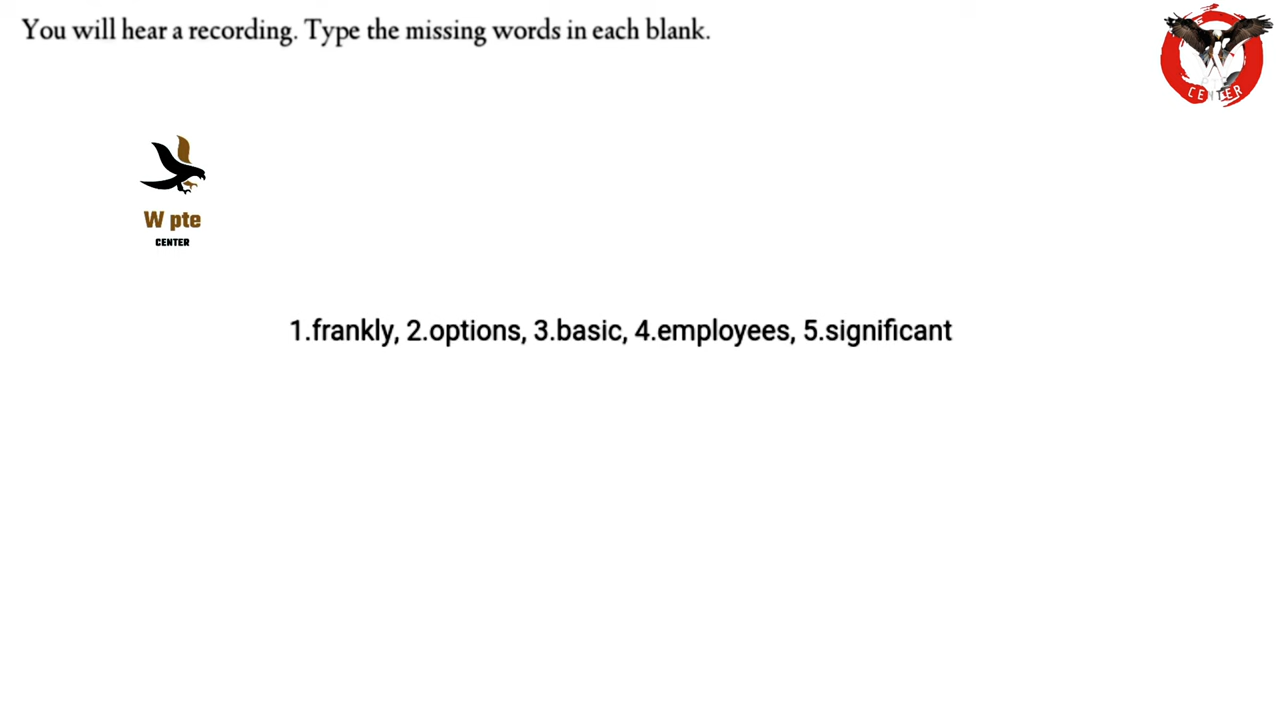 You will hear a recording. Type the missing words in each blank.
CENTER
W pte
CENTER
1.frankly, 2.options, 3.basic, 4.employees, 5.significant